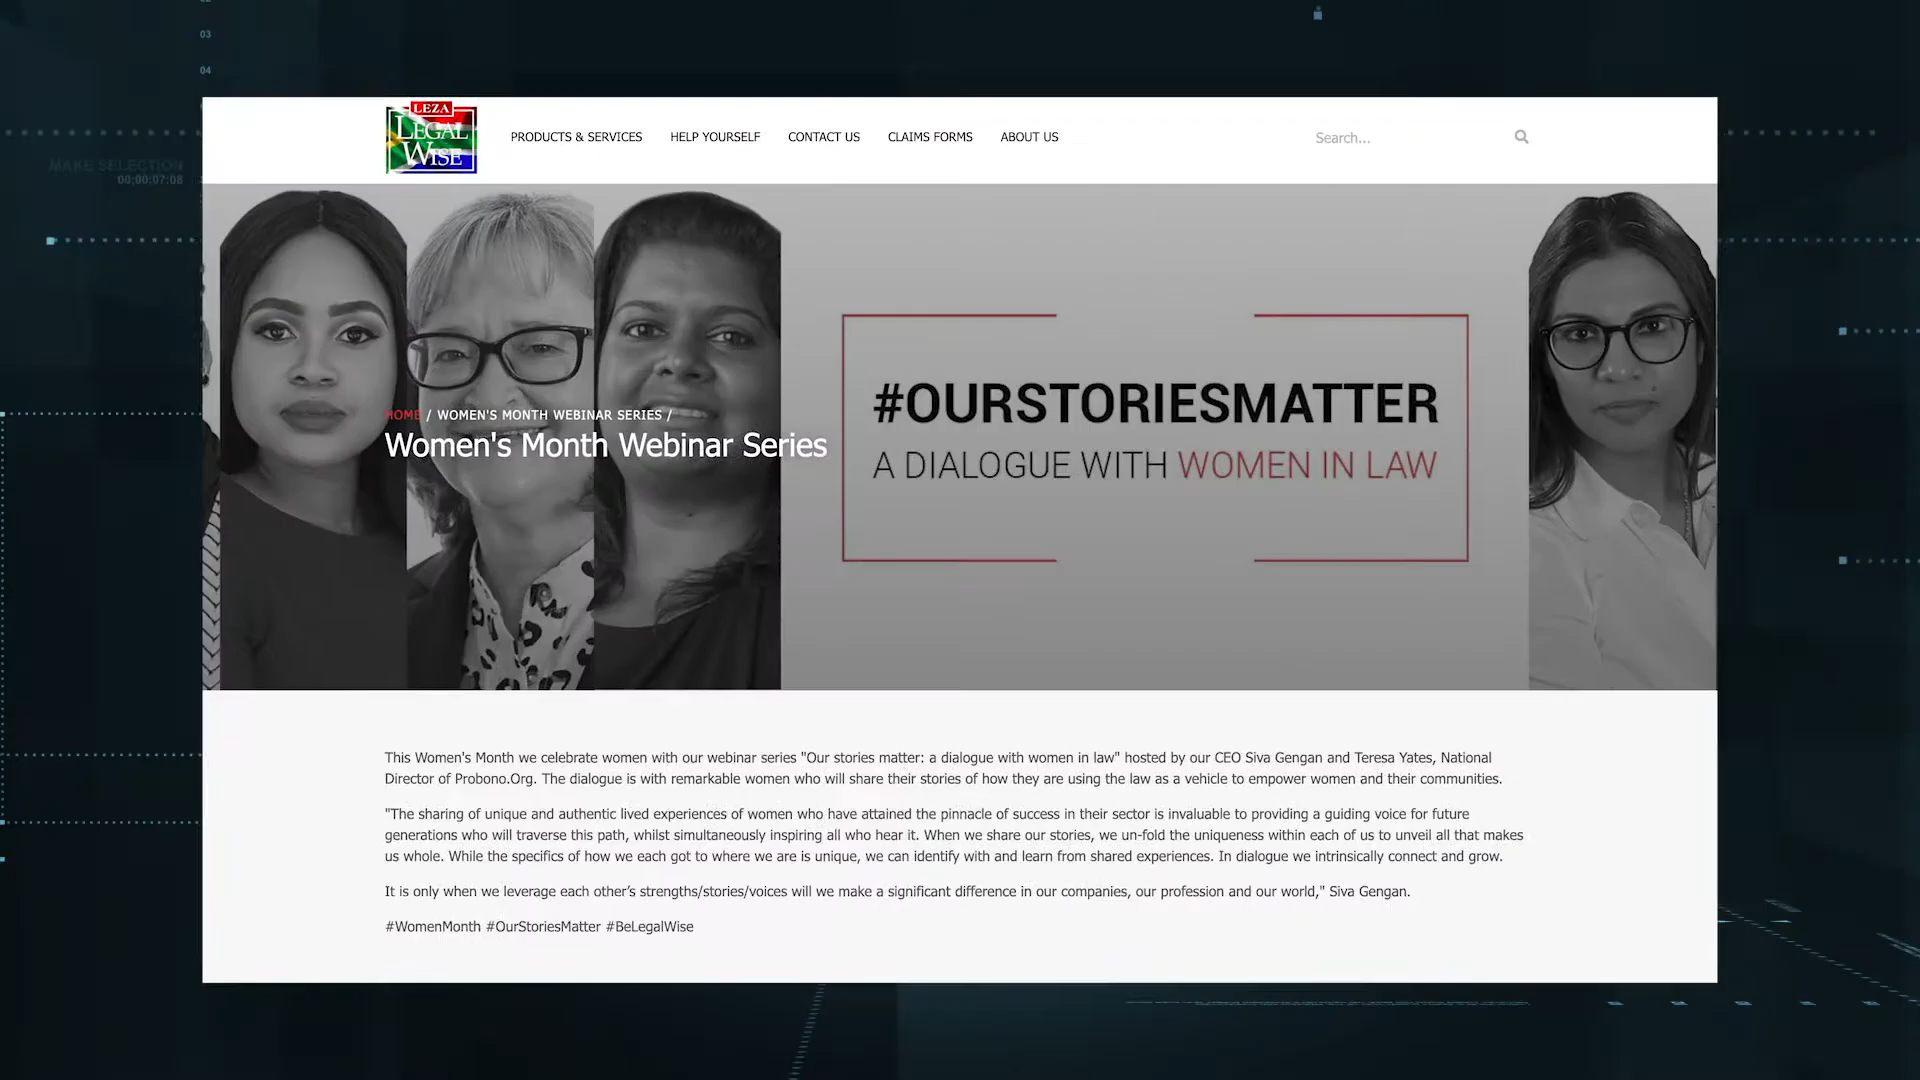 03
04
MAKE SELECTION
00;00;07:08
LEZA
LEGAL
WISE
PRODUCTS & SERVICES HELP YOURSELF CONTACT US CLAIMS FORMS ABOUT US Search...
#OURSTORIESMATTER
A DIALOGUE WITH WOMEN IN LAW
HOME / WOMEN'S MONTH WEBINAR SERIES /
Women's Month Webinar Series
This Women's Month we celebrate women with our webinar series "Our stories matter: a dialogue with women in law" hosted by our CEO Siva Gengan and Teresa Yates, National
Director of Probono.Org. The dialogue is with remarkable women who will share their stories of how they are using the law as a vehicle to empower women and their communities.
"The sharing of unique and authentic lived experiences of women who have attained the pinnacle of success in their sector is invaluable to providing a guiding voice for future
generations who will traverse this path, whilst simultaneously inspiring all who hear it. When we share our stories, we un-fold the uniqueness within each of us to unveil all that makes
us whole. While the specifics of how we each got to where we are is unique, we can identify with and learn from shared experiences. In dialogue we intrinsically connect and grow.
It is only when we leverage each other’s strengths/stories/voices will we make a significant difference in our companies, our profession and our world," Siva Gengan.
#WomenMonth #OurStoriesMatter #BeLegalWise